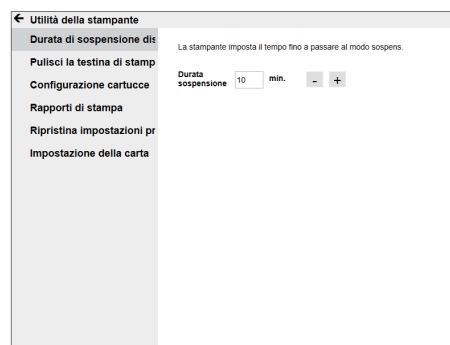 Utilità della stampante
Durata di sospensione dis
La stampante imposta il tempo fino a passare al modo sospens.
Pulisci la testina di stamp
Durata
sospensione 10 min. - +
Configurazione cartucce
Rapporti di stampa
Ripristina impostazioni pr
Impostazione della carta